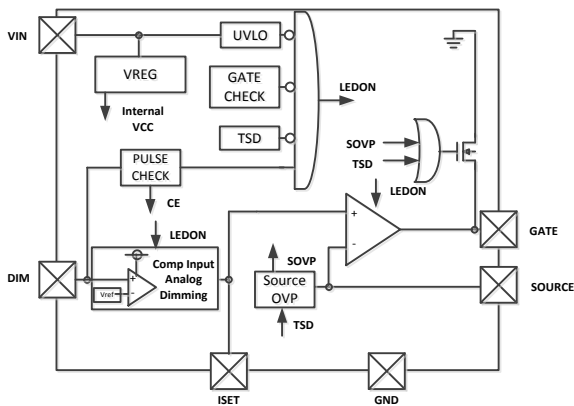 VIN
UVLO
VREG
GATE
CHECK
LEDON
Internal
VCC
TSD
SOVP
TSD
PULSE
CHECK
LEDON
CE
LEDON
+
-
GATE
DIM
Comp Input
Analog
Dimming
+
-
Vref
SOVP
Source
OVP
SOURCE
TSD
ISET
GND